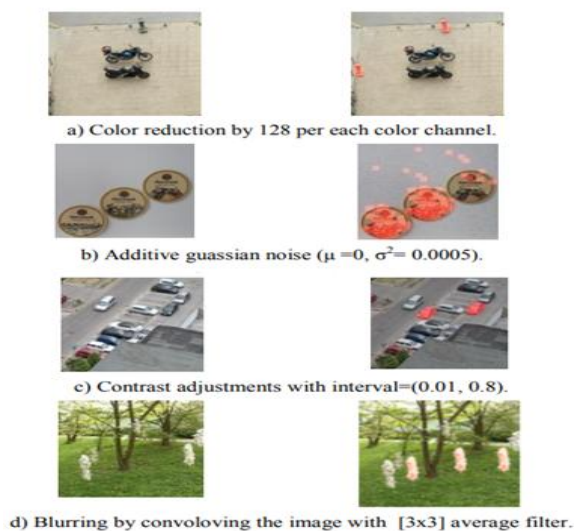 a) Color reduction by 128 per each color channel.
b) Additive guassian noise (μ =0, σ²= 0.0005).
c) Contrast adjustments with interval=(0.01, 0.8).
d) Blurring by convoloving the image with [3x3] average filter.